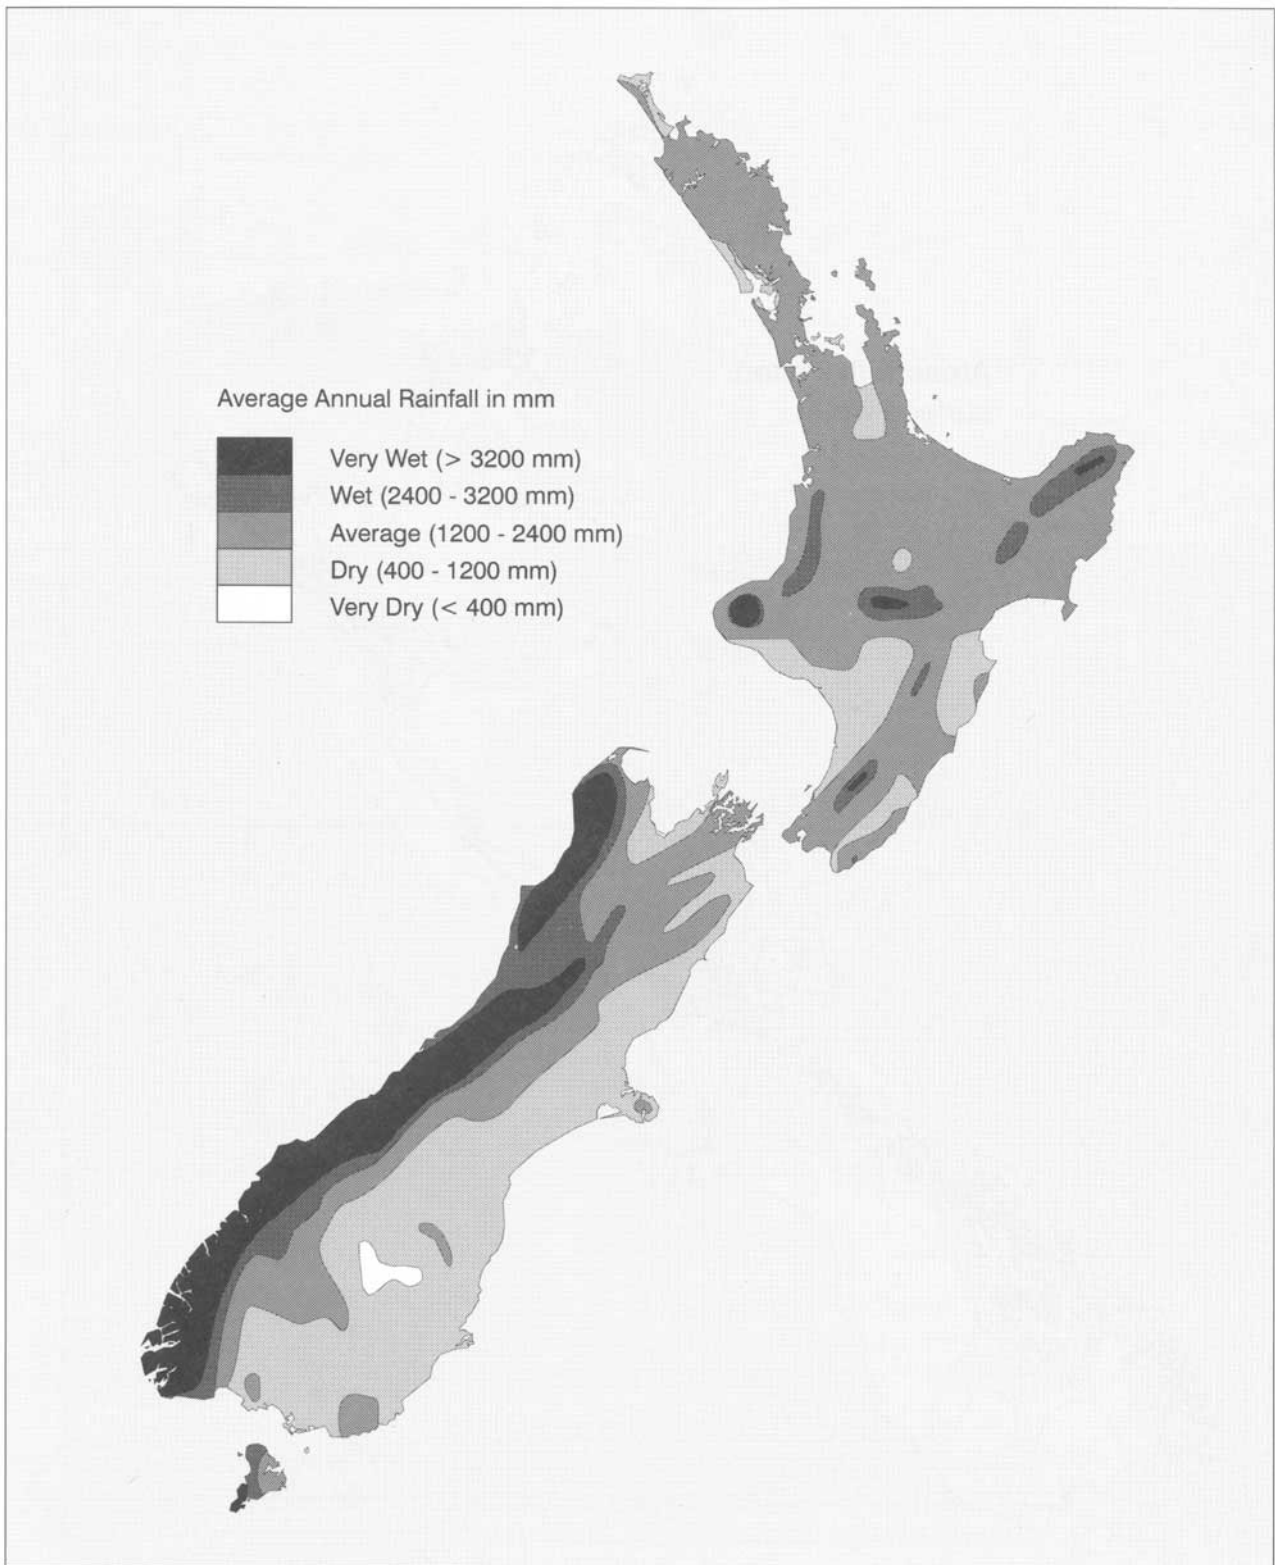 Average Annual Rainfall in mm
Very Wet (> 3200 mm)
Wet (2400 - 3200 mm)
Average (1200 - 2400 mm)
Dry (400 - 1200 mm)
Very Dry (< 400 mm)